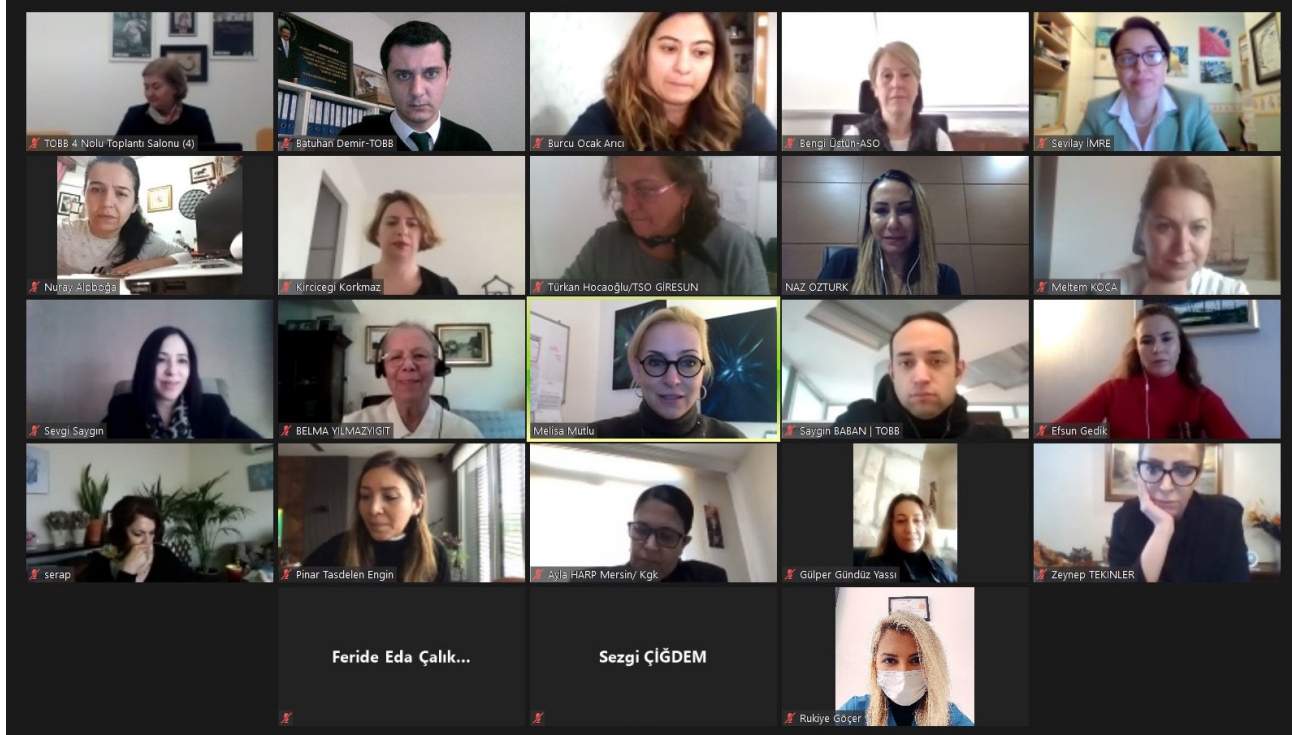 TOBB 4 Nolu Toplantı Salonu (4)
Batuhan Demir-TOBB
Burcu Ocak Arıcı
Bengi Üstün-ASO
Sevilay İMRE
Nuray Alpboğa
Kircicegi Korkmaz
Türkan Hocaoğlu/TSO GİRESUN
NAZ OZTURK
Meltem KOCA
Sevgi Saygın
BELMA YILMAZYIGIT
Melisa Mutlu
Saygın BABAN | TOBB
Efsun Gedik
serap
Pinar Tasdelen Engin
Ayla HARP Mersin/ Kgk
Gülper Gündüz Yassı
Zeynep TEKINLER
Feride Eda Çalık...
Sezgi ÇİĞDEM
Rukiye Göçer